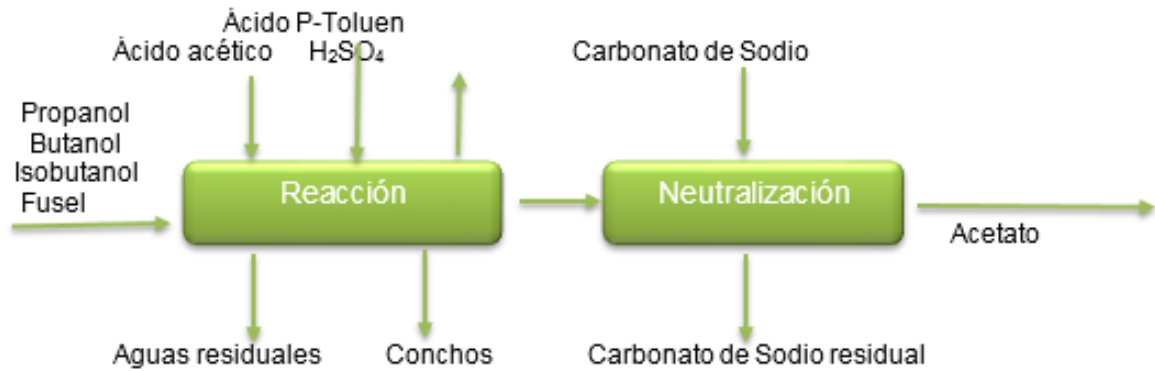 Ácido P-Toluen
Ácido acético
H₂SO₄
Carbonato de Sodio
Propanol
Butanol
Isobutanol
Fusel
Reacción
Neutralización
Acetato
Aguas residuales
Conchos
Carbonato de Sodio residual